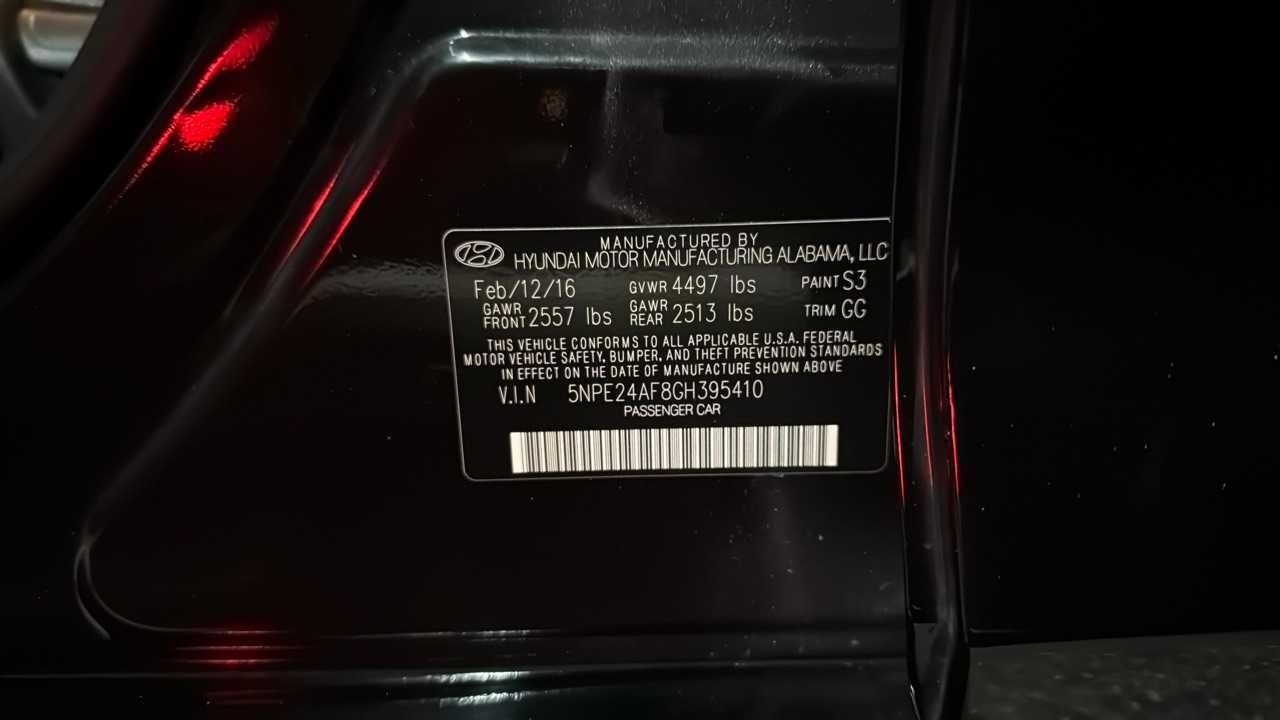 MANUFACTURED BY
HYUNDAI MOTOR MANUFACTURING ALABAMA, LLC
Feb/12/16 GVWR 4497 lbs PAINT S3
GAWR FRONT 2557 lbs GAWR REAR 2513 lbs TRIM GG
THIS VEHICLE CONFORMS TO ALL APPLICABLE U.S.A. FEDERAL
MOTOR VEHICLE SAFETY, BUMPER, AND THEFT PREVENTION STANDARDS
IN EFFECT ON THE DATE OF MANUFACTURE SHOWN ABOVE
V.I.N 5NPE24AF8GH395410
PASSENGER CAR